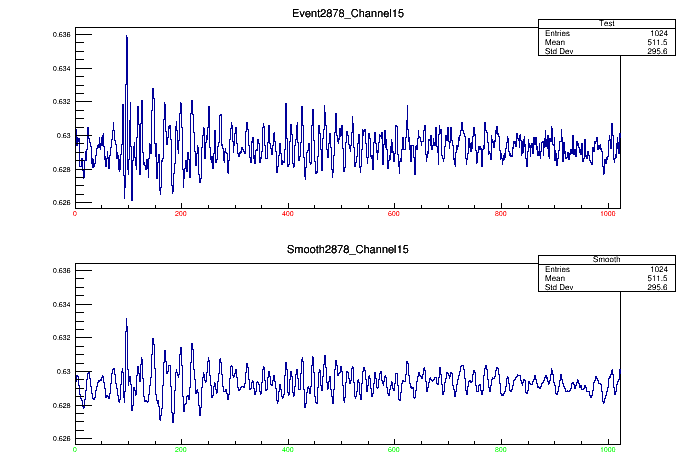 Event2878_Channel15
Test
Entries 1024
Mean 511.5
Std Dev 295.6
0.636
0.634
0.632
0.63
0.628
0.626
0 200 400 600 800 1000
Smooth2878_Channel15
Smooth
Entries 1024
Mean 511.5
Std Dev 295.6
0.636
0.634
0.632
0.63
0.628
0.626
0 200 400 600 800 1000